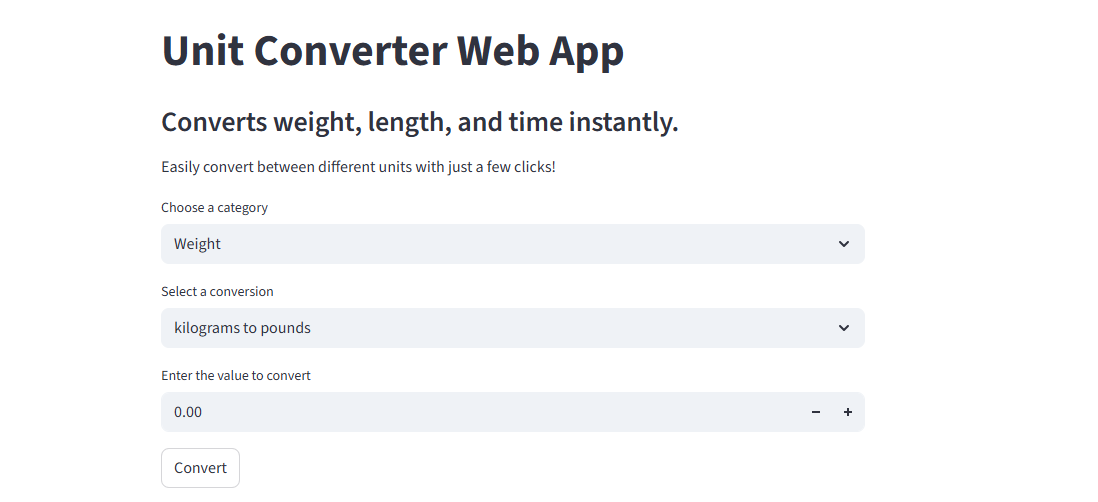 Unit Converter Web App
Converts weight, length, and time instantly.
Easily convert between different units with just a few clicks!
Choose a category
Weight
Select a conversion
kilograms to pounds
Enter the value to convert
0.00
Convert